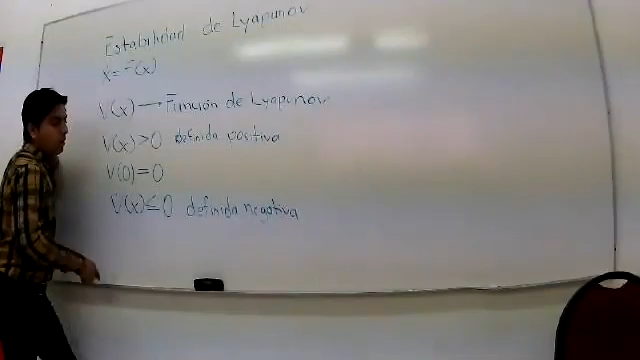 Estabilidad de Lyapunov
ẋ = F(x)
V(x) → Función de Lyapunov
V(x) > 0 definida positiva
V(0) = 0
V̇(x) ≤ 0 definida negativa